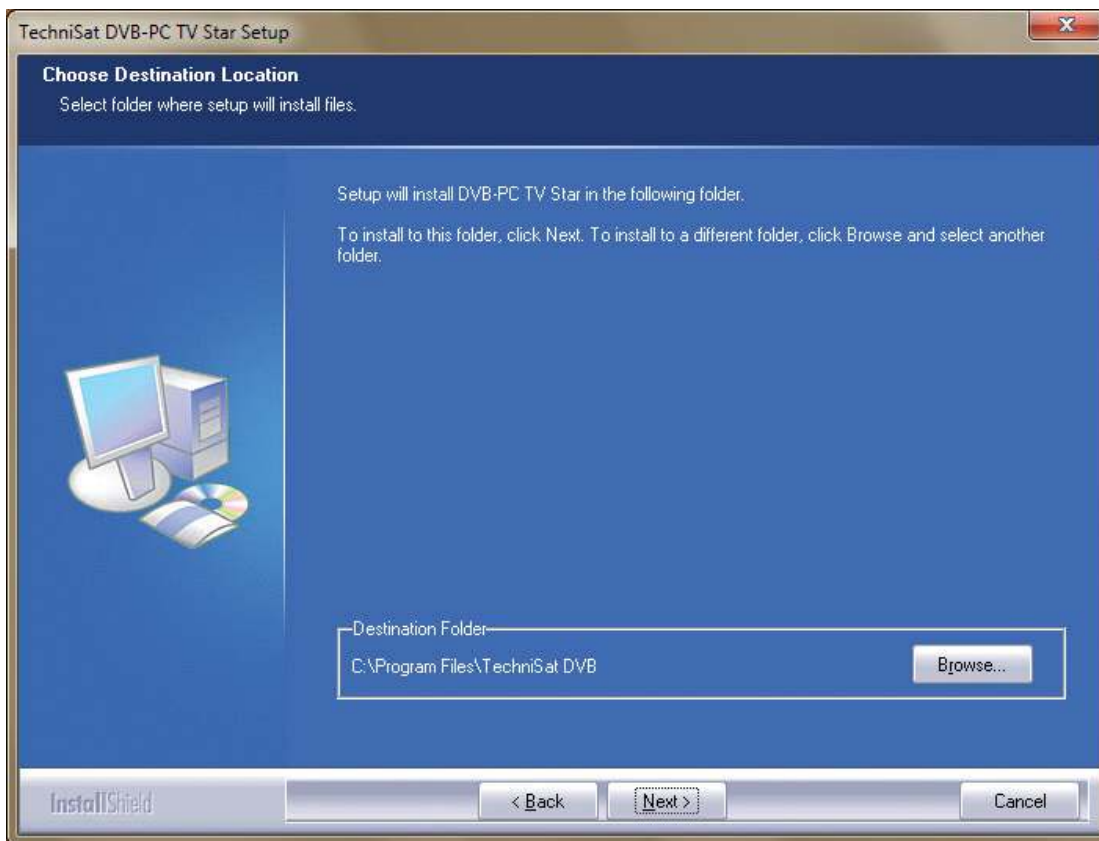 TechniSat DVB-PC TV Star Setup
Choose Destination Location
Select folder where setup will install files.
Setup will install DVB-PC TV Star in the following folder.
To install to this folder, click Next. To install to a different folder, click Browse and select another
folder.
Destination Folder
C:\Program Files\TechniSat DVB
Browse...
InstallShield
< Back
Next >
Cancel